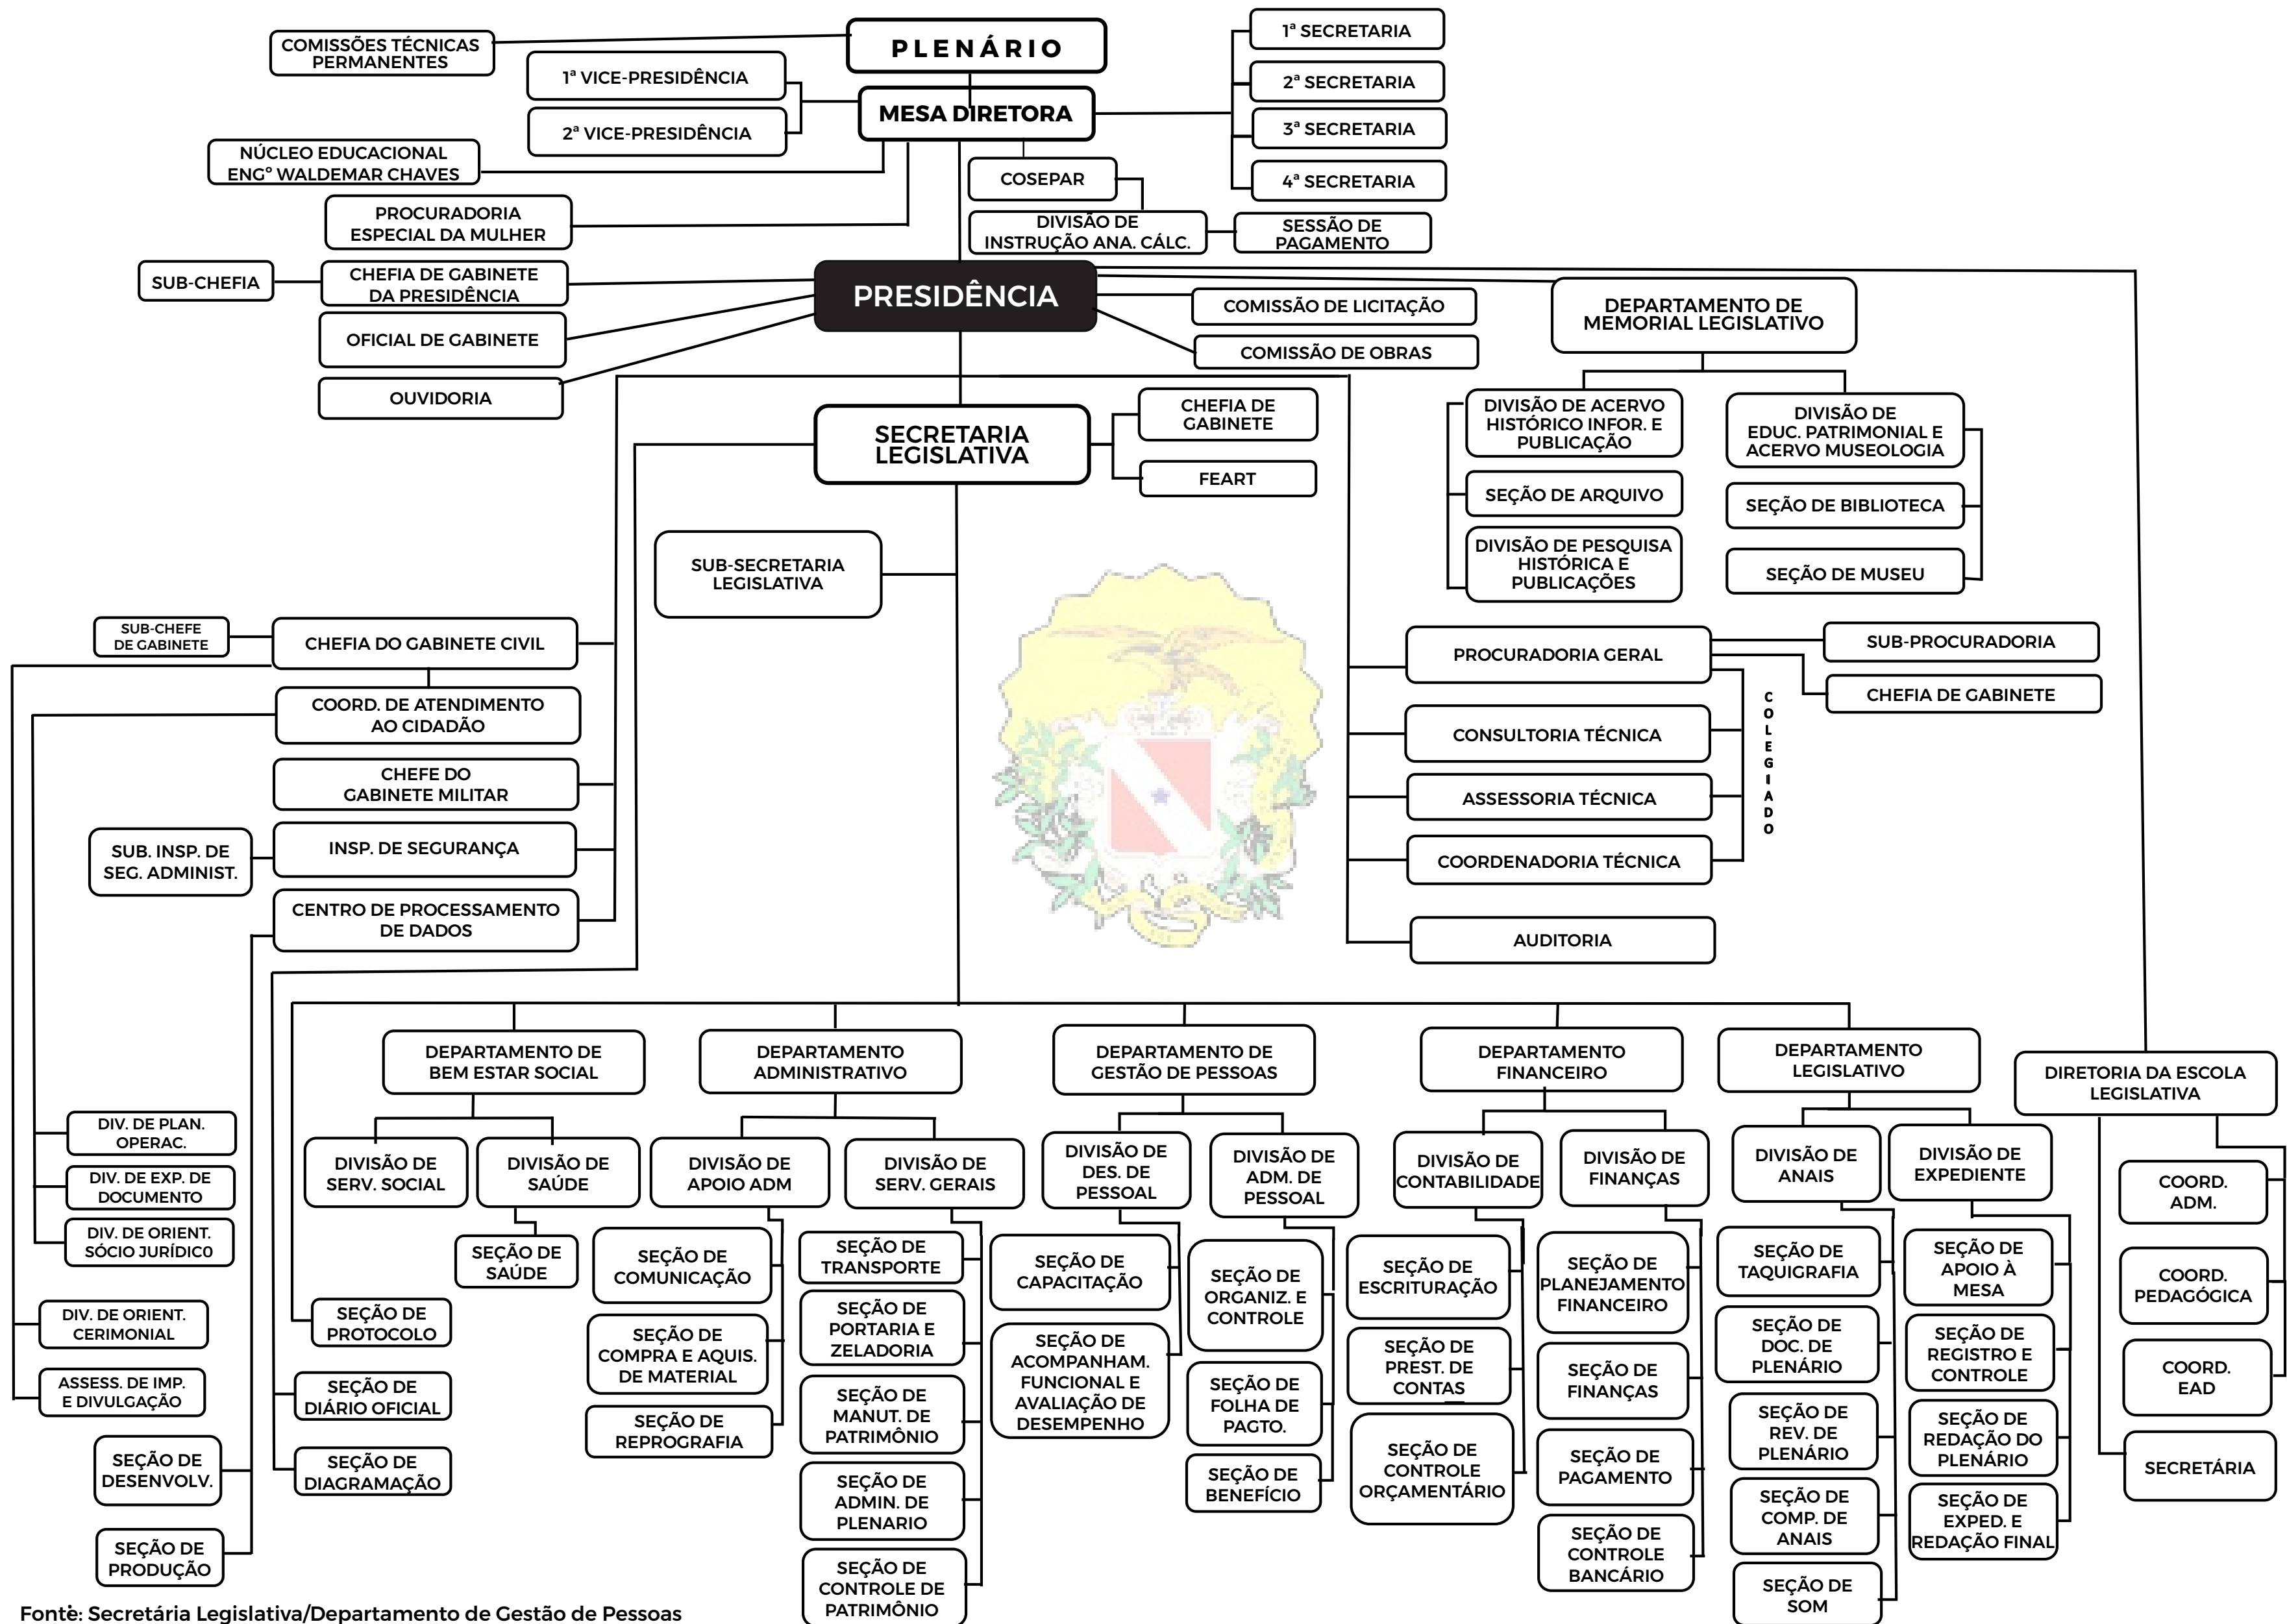 PLENÁRIO
COMISSÕES TÉCNICAS
PERMANENTES
1ª VICE-PRESIDÊNCIA
2ª VICE-PRESIDÊNCIA
MESA DIRETORA
1ª SECRETARIA
2ª SECRETARIA
3ª SECRETARIA
4ª SECRETARIA
NÚCLEO EDUCACIONAL
ENGº WALDEMAR CHAVES
COSEPAR
PROCURADORIA
ESPECIAL DA MULHER
DIVISÃO DE
INSTRUÇÃO ANA. CÁLC.
SESSÃO DE
PAGAMENTO
SUB-CHEFIA
CHEFIA DE GABINETE
DA PRESIDÊNCIA
PRESIDÊNCIA
OFICIAL DE GABINETE
OUVIDORIA
COMISSÃO DE LICITAÇÃO
COMISSÃO DE OBRAS
DEPARTAMENTO DE
MEMORIAL LEGISLATIVO
DIVISÃO DE ACERVO
HISTÓRICO INFOR. E
PUBLICAÇÃO
SEÇÃO DE ARQUIVO
DIVISÃO DE PESQUISA
HISTÓRICA E
PUBLICAÇÕES
DIVISÃO DE
EDUC. PATRIMONIAL E
ACERVO MUSEOLOGIA
SEÇÃO DE BIBLIOTECA
SEÇÃO DE MUSEU
SECRETARIA
LEGISLATIVA
CHEFIA DE
GABINETE
FEART
SUB-SECRETARIA
LEGISLATIVA
SUB-CHEFE
DE GABINETE
CHEFIA DO GABINETE CIVIL
COORD. DE ATENDIMENTO
AO CIDADÃO
CHEFE DO
GABINETE MILITAR
SUB. INSP. DE
SEG. ADMINIST.
INSP. DE SEGURANÇA
CENTRO DE PROCESSAMENTO
DE DADOS
PROCURADORIA GERAL
SUB-PROCURADORIA
CHEFIA DE GABINETE
CONSULTORIA TÉCNICA
ASSESSORIA TÉCNICA
COORDENADORIA TÉCNICA
COLEGIADO
AUDITORIA
DEPARTAMENTO DE
BEM ESTAR SOCIAL
DEPARTAMENTO
ADMINISTRATIVO
DEPARTAMENTO DE
GESTÃO DE PESSOAS
DEPARTAMENTO
FINANCEIRO
DEPARTAMENTO
LEGISLATIVO
DIRETORIA DA ESCOLA
LEGISLATIVA
DIV. DE PLAN.
OPERAC.
DIV. DE EXP. DE
DOCUMENTO
DIV. DE ORIENT.
SÓCIO JURÍDICO
DIV. DE ORIENT.
CERIMONIAL
ASSESS. DE IMP.
E DIVULGAÇÃO
SEÇÃO DE
DESENVOLV.
SEÇÃO DE
PRODUÇÃO
DIVISÃO DE
SERV. SOCIAL
DIVISÃO DE
SAÚDE
SEÇÃO DE
SAÚDE
SEÇÃO DE
PROTOCOLO
SEÇÃO DE
DIÁRIO OFICIAL
SEÇÃO DE
DIAGRAMAÇÃO
DIVISÃO DE
APOIO ADM
SEÇÃO DE
COMUNICAÇÃO
SEÇÃO DE
COMPRA E AQUIS.
DE MATERIAL
SEÇÃO DE
REPROGRAFIA
DIVISÃO DE
SERV. GERAIS
SEÇÃO DE
TRANSPORTE
SEÇÃO DE
PORTARIA E
ZELADORIA
SEÇÃO DE
MANUT. DE
PATRIMÔNIO
SEÇÃO DE
ADMIN. DE
PLENARIO
SEÇÃO DE
CONTROLE DE
PATRIMÔNIO
DIVISÃO DE
DES. DE
PESSOAL
SEÇÃO DE
CAPACITAÇÃO
SEÇÃO DE
ACOMPANHAM.
FUNCIONAL E
AVALIAÇÃO DE
DESEMPENHO
DIVISÃO DE
ADM. DE
PESSOAL
SEÇÃO DE
ORGANIZ. E
CONTROLE
SEÇÃO DE
FOLHA DE
PAGTO.
SEÇÃO DE
BENEFÍCIO
DIVISÃO DE
CONTABILIDADE
SEÇÃO DE
ESCRITURAÇÃO
SEÇÃO DE
PREST. DE
CONTAS
SEÇÃO DE
CONTROLE
ORÇAMENTÁRIO
DIVISÃO DE
FINANÇAS
SEÇÃO DE
PLANEJAMENTO
FINANCEIRO
SEÇÃO DE
FINANÇAS
SEÇÃO DE
PAGAMENTO
SEÇÃO DE
CONTROLE
BANCÁRIO
DIVISÃO DE
ANAIS
SEÇÃO DE
TAQUIGRAFIA
SEÇÃO DE
DOC. DE
PLENÁRIO
SEÇÃO DE
REV. DE
PLENÁRIO
SEÇÃO DE
COMP. DE
ANAIS
SEÇÃO DE
SOM
DIVISÃO DE
EXPEDIENTE
SEÇÃO DE
APOIO À
MESA
SEÇÃO DE
REGISTRO E
CONTROLE
SEÇÃO DE
REDAÇÃO DO
PLENÁRIO
SEÇÃO DE
EXPED. E
REDAÇÃO FINAL
COORD.
ADM.
COORD.
PEDAGÓGICA
COORD.
EAD
SECRETÁRIA
Fonte: Secretária Legislativa/Departamento de Gestão de Pessoas